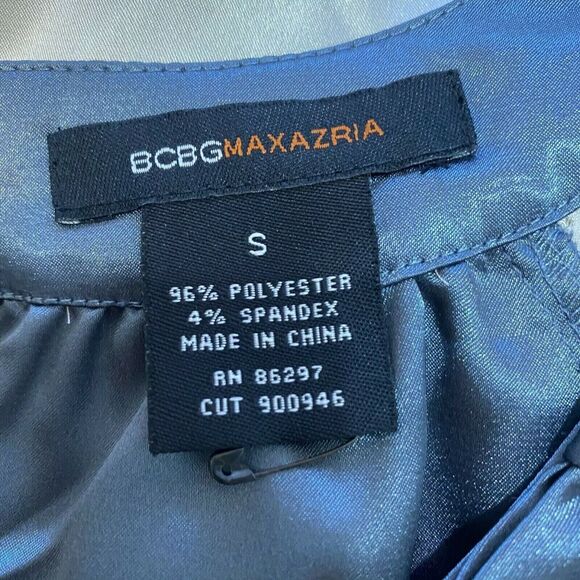 BCBGMAXAZRIA
S
96% POLYESTER
4% SPANDEX
MADE IN CHINA
RN 86297
CUT 900946